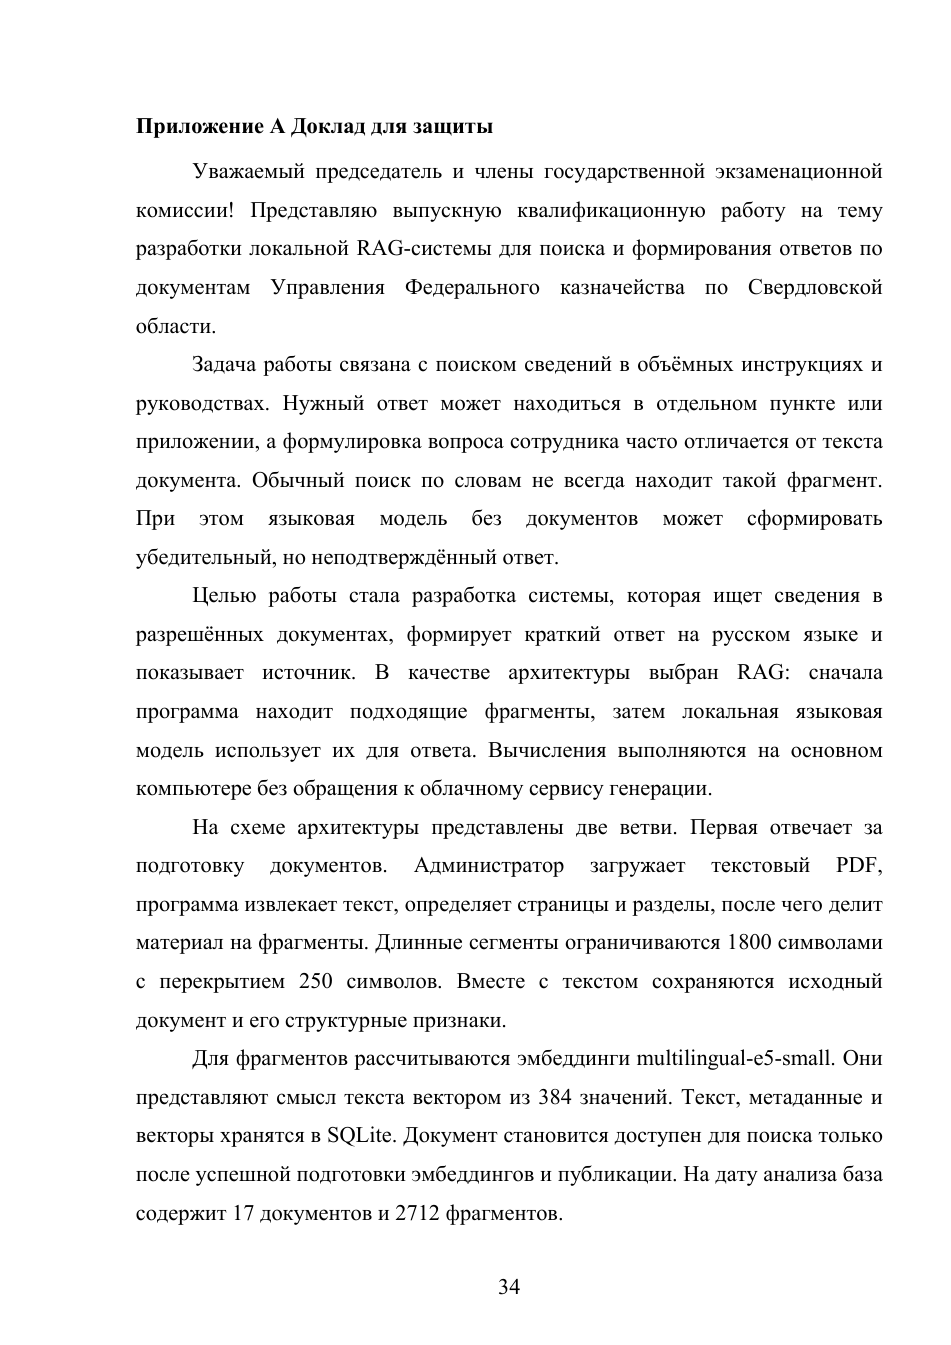 Приложение А Доклад для защиты
Уважаемый председатель и члены государственной экзаменационной
комиссии! Представляю выпускную квалификационную работу на тему
разработки локальной RAG-системы для поиска и формирования ответов по
документам Управления Федерального казначейства по Свердловской
области.
Задача работы связана с поиском сведений в объёмных инструкциях и
руководствах. Нужный ответ может находиться в отдельном пункте или
приложении, а формулировка вопроса сотрудника часто отличается от текста
документа. Обычный поиск по словам не всегда находит такой фрагмент.
При этом языковая модель без документов может сформировать
убедительный, но неподтверждённый ответ.
Целью работы стала разработка системы, которая ищет сведения в
разрешённых документах, формирует краткий ответ на русском языке и
показывает источник. В качестве архитектуры выбран RAG: сначала
программа находит подходящие фрагменты, затем локальная языковая
модель использует их для ответа. Вычисления выполняются на основном
компьютере без обращения к облачному сервису генерации.
На схеме архитектуры представлены две ветви. Первая отвечает за
подготовку документов. Администратор загружает текстовый PDF,
программа извлекает текст, определяет страницы и разделы, после чего делит
материал на фрагменты. Длинные сегменты ограничиваются 1800 символами
с перекрытием 250 символов. Вместе с текстом сохраняются исходный
документ и его структурные признаки.
Для фрагментов рассчитываются эмбеддинги multilingual-e5-small. Они
представляют смысл текста вектором из 384 значений. Текст, метаданные и
векторы хранятся в SQLite. Документ становится доступен для поиска только
после успешной подготовки эмбеддингов и публикации. На дату анализа база
содержит 17 документов и 2712 фрагментов.
34